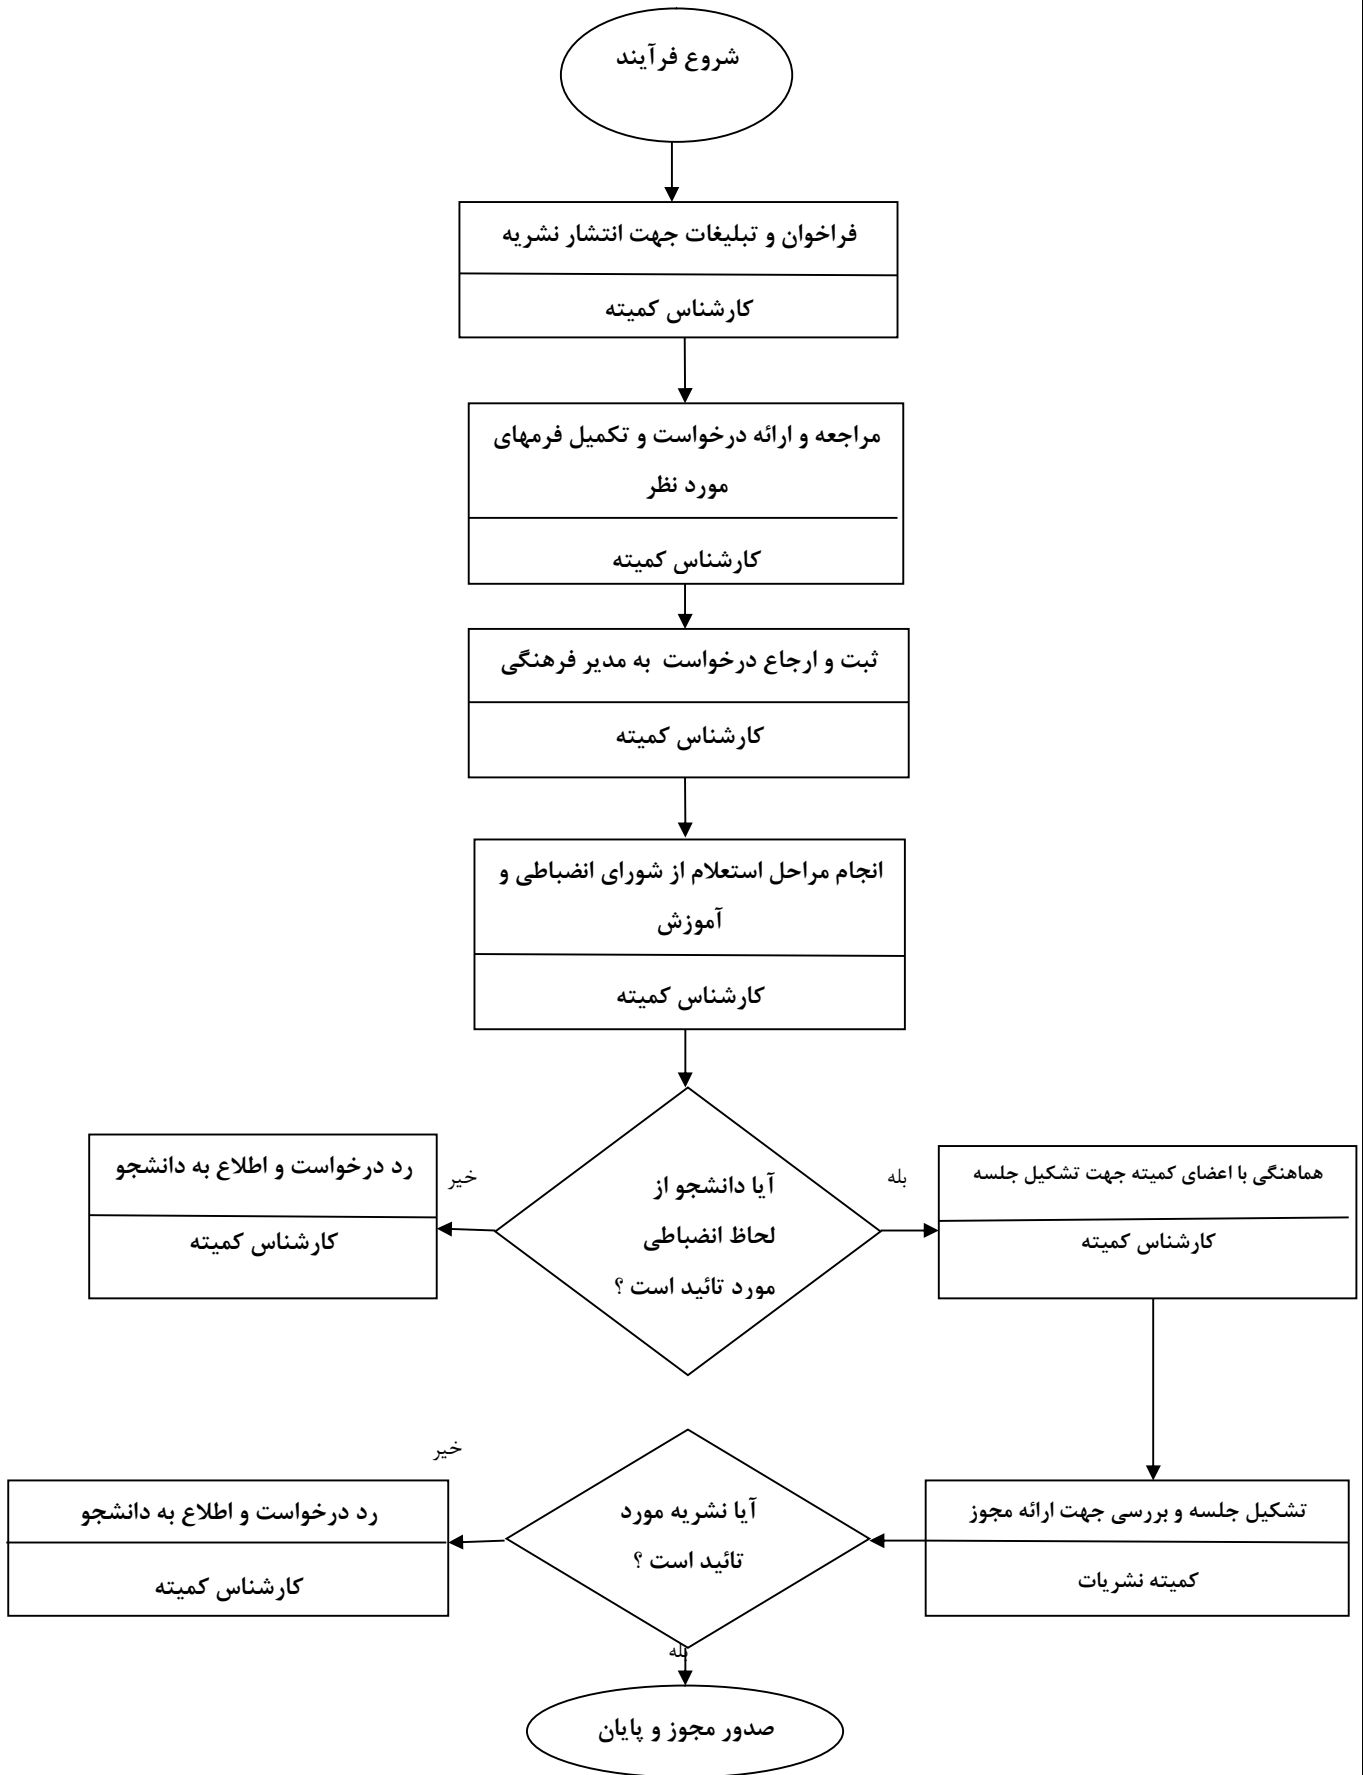 شروع فرآیند
فراخوان و تبلیغات جهت انتشار نشریه
کارشناس کمیته
مراجعه و ارائه درخواست و تکمیل فرمهای
مورد نظر
کارشناس کمیته
ثبت و ارجاع درخواست به مدیر فرهنگی
کارشناس کمیته
انجام مراحل استعلام از شورای انضباطی و
آموزش
کارشناس کمیته
هماهنگی با اعضای کمیته جهت تشکیل جلسه
کارشناس کمیته
بله
آیا دانشجو از
لحاظ انضباطی
مورد تائید است ؟
خیر
رد درخواست و اطلاع به دانشجو
کارشناس کمیته
تشکیل جلسه و بررسی جهت ارائه مجوز
کمیته نشریات
آیا نشریه مورد
تائید است ؟
خیر
رد درخواست و اطلاع به دانشجو
کارشناس کمیته
بله
صدور مجوز و پایان